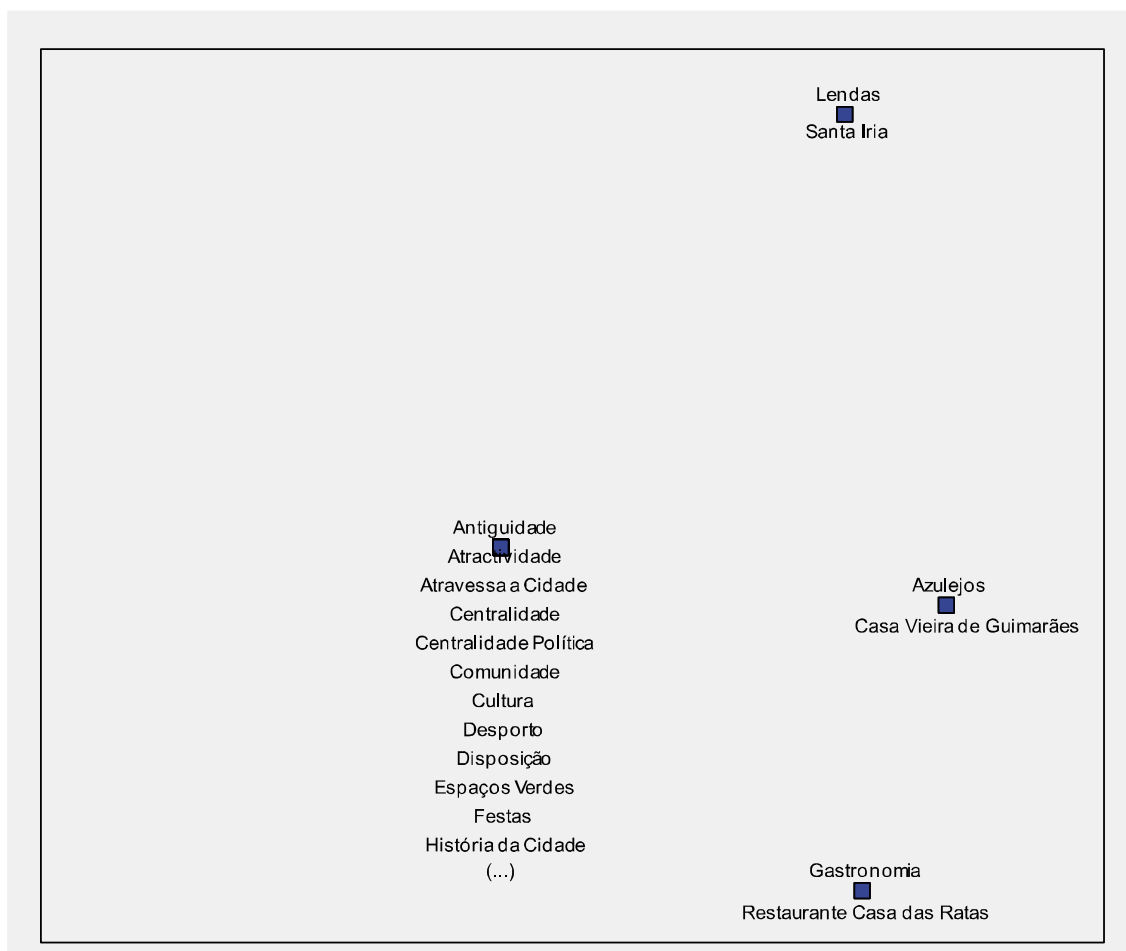 Lendas
Santa Iria
Antiguidade
Atractividade
Atravessa a Cidade
Centralidade
Centralidade Política
Comunidade
Cultura
Desporto
Disposição
Espaços Verdes
Festas
História da Cidade
(...)
Azulejos
Casa Vieira de Guimarães
Gastronomia
Restaurante Casa das Ratas